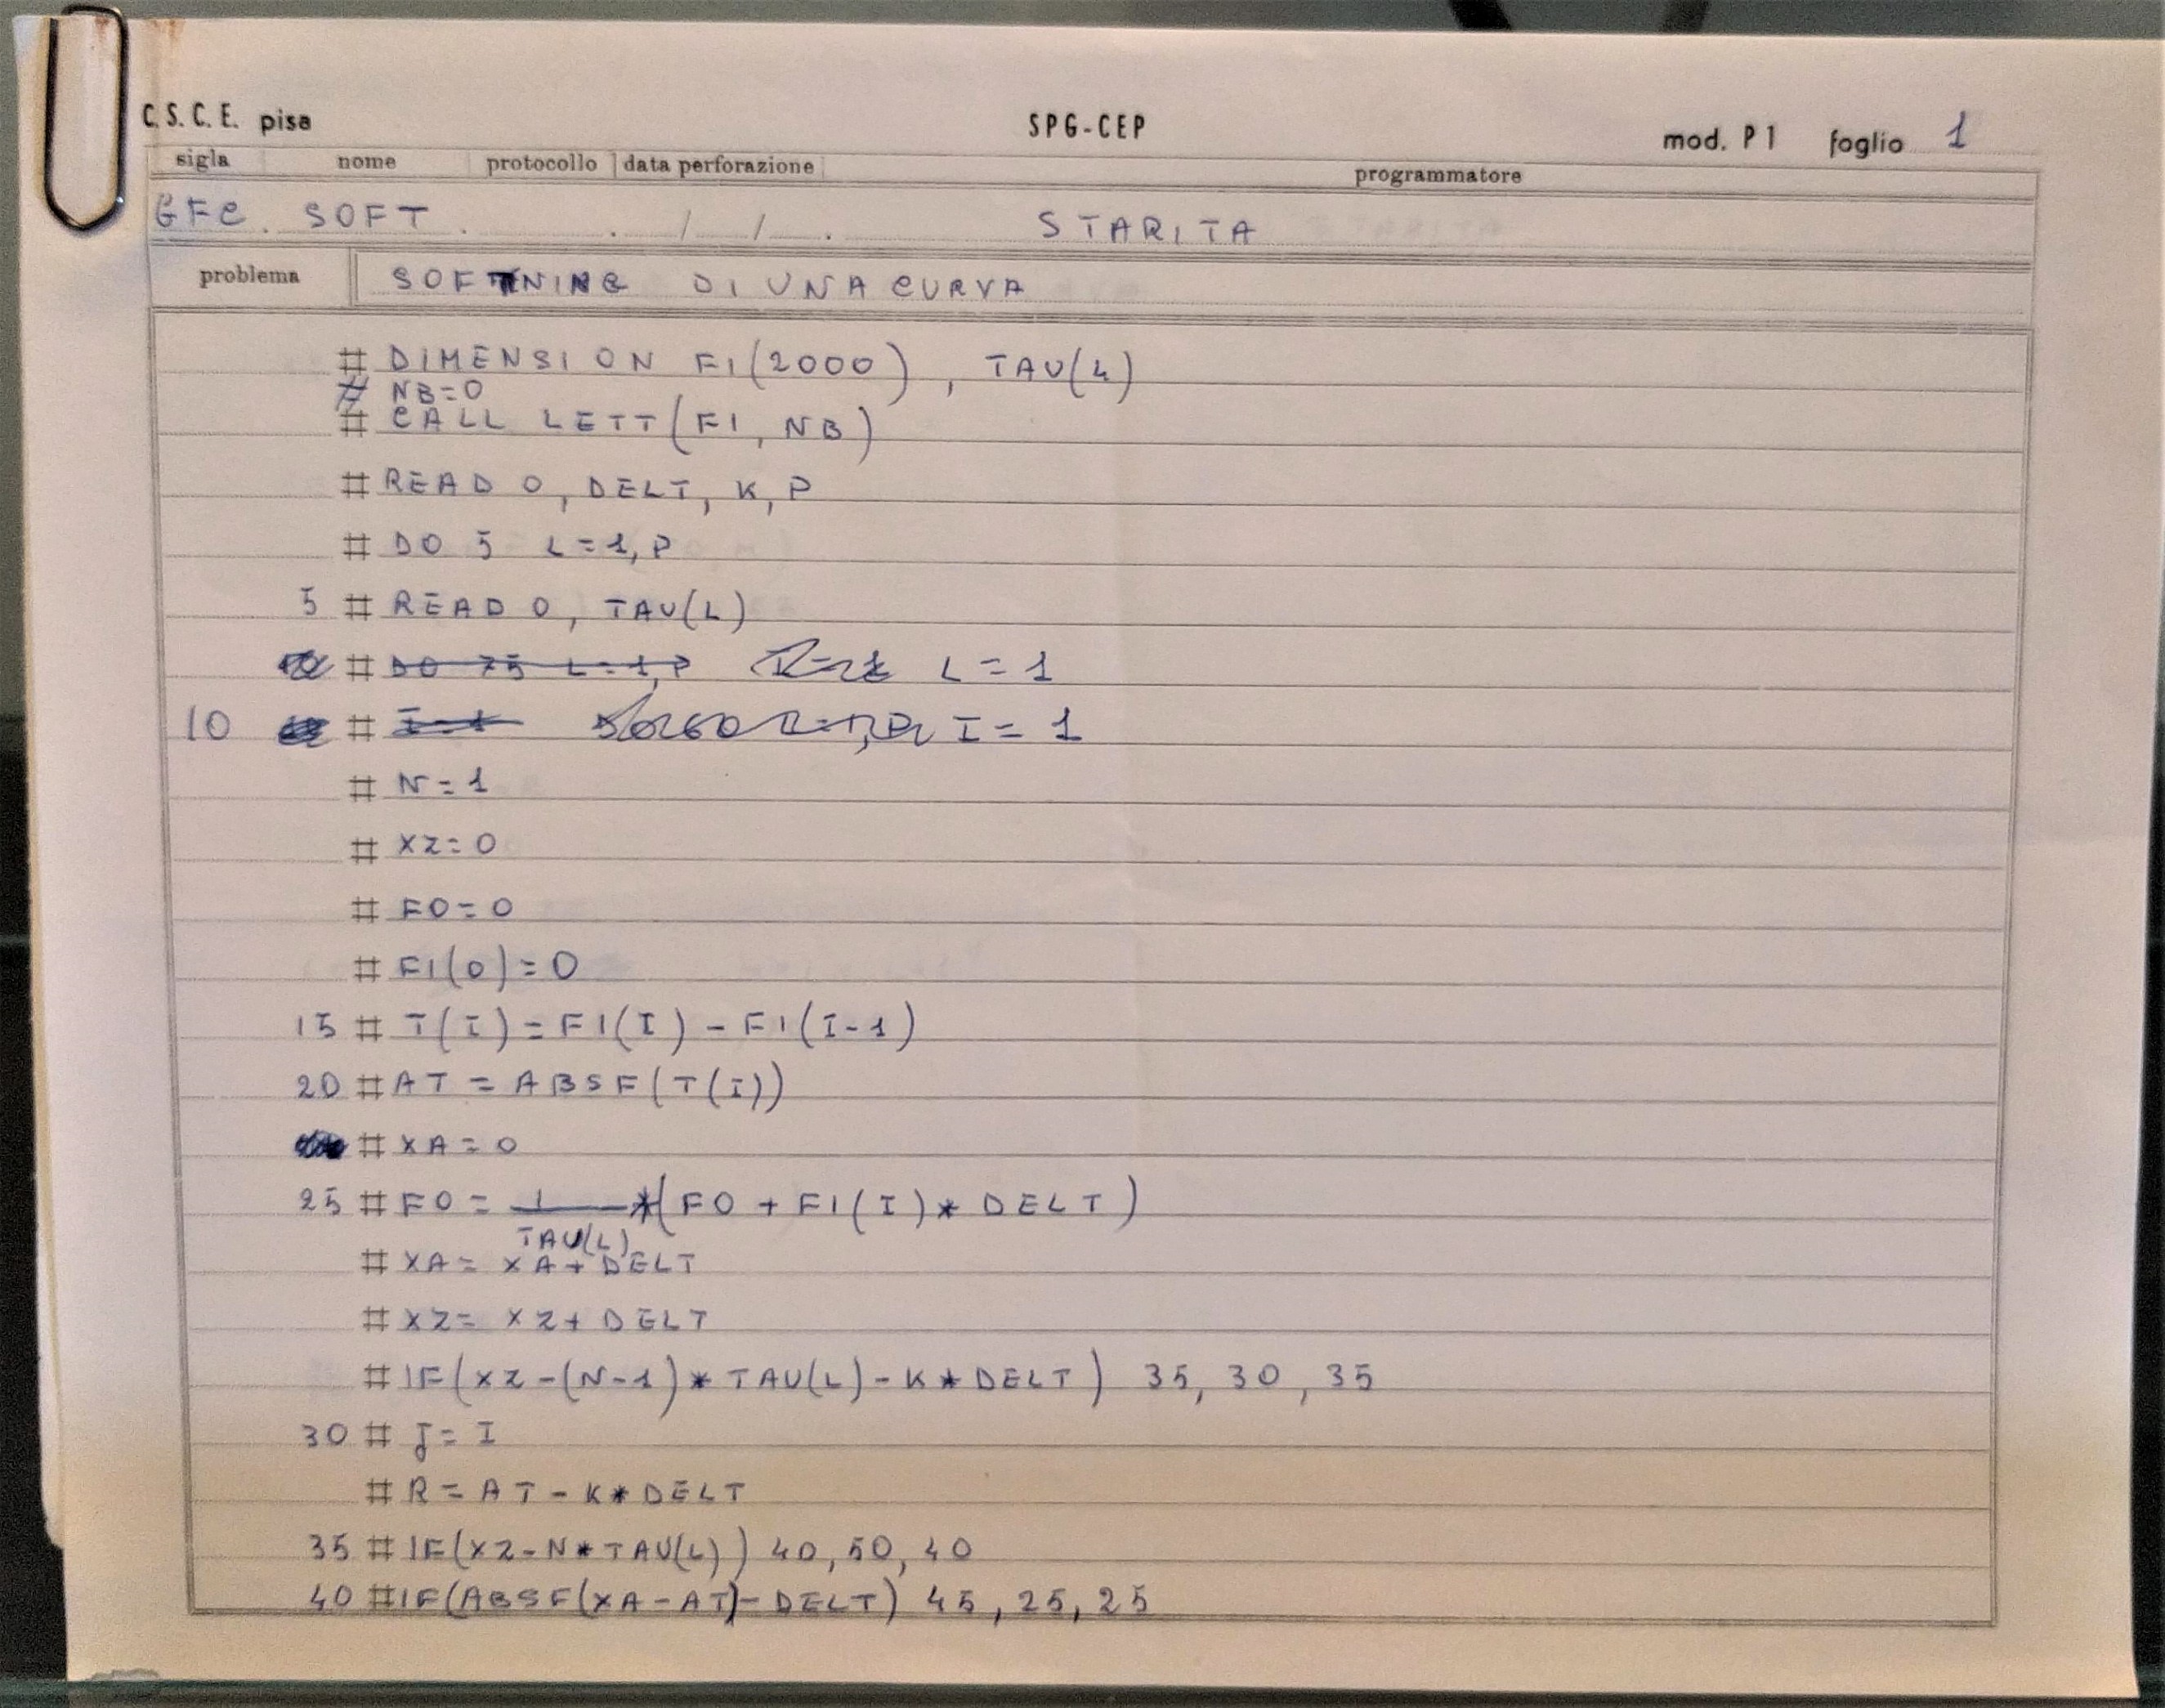 C. S. C. E. pisa SPG-CEP mod. P 1 foglio 1
sigla nome protocollo data perforazione programmatore
GFC. SOFT . . / / . STARITA
problema SOFTNING DI UNA CURVA
# DIMENSION FI(2000), TAU(4)
# NB=0
# CALL LETT(FI, NB)
# READ 0, DELT, K, P
# DO 5 L=1, P
5 # READ 0, TAU(L)
# DO 75 L=1, P L=1
10 # I=1 I=1
# N=1
# XZ=0
# FO=0
# FI(0)=0
15 # T(I)=FI(I)-FI(I-1)
20 # AT = ABSF(T(I))
# XA=0
25 # FO = 1/TAU(L) *(FO + FI(I)* DELT)
# XA= XA+DELT
# XZ= XZ+DELT
# IF(XZ-(N-1)* TAU(L)-K*DELT) 35, 30, 35
30 # J=I
# R=AT-K*DELT
35 # IF(XZ-N*TAU(L)) 40, 50, 40
40 # IF(ABSF(XA-AT)-DELT) 45, 25, 25